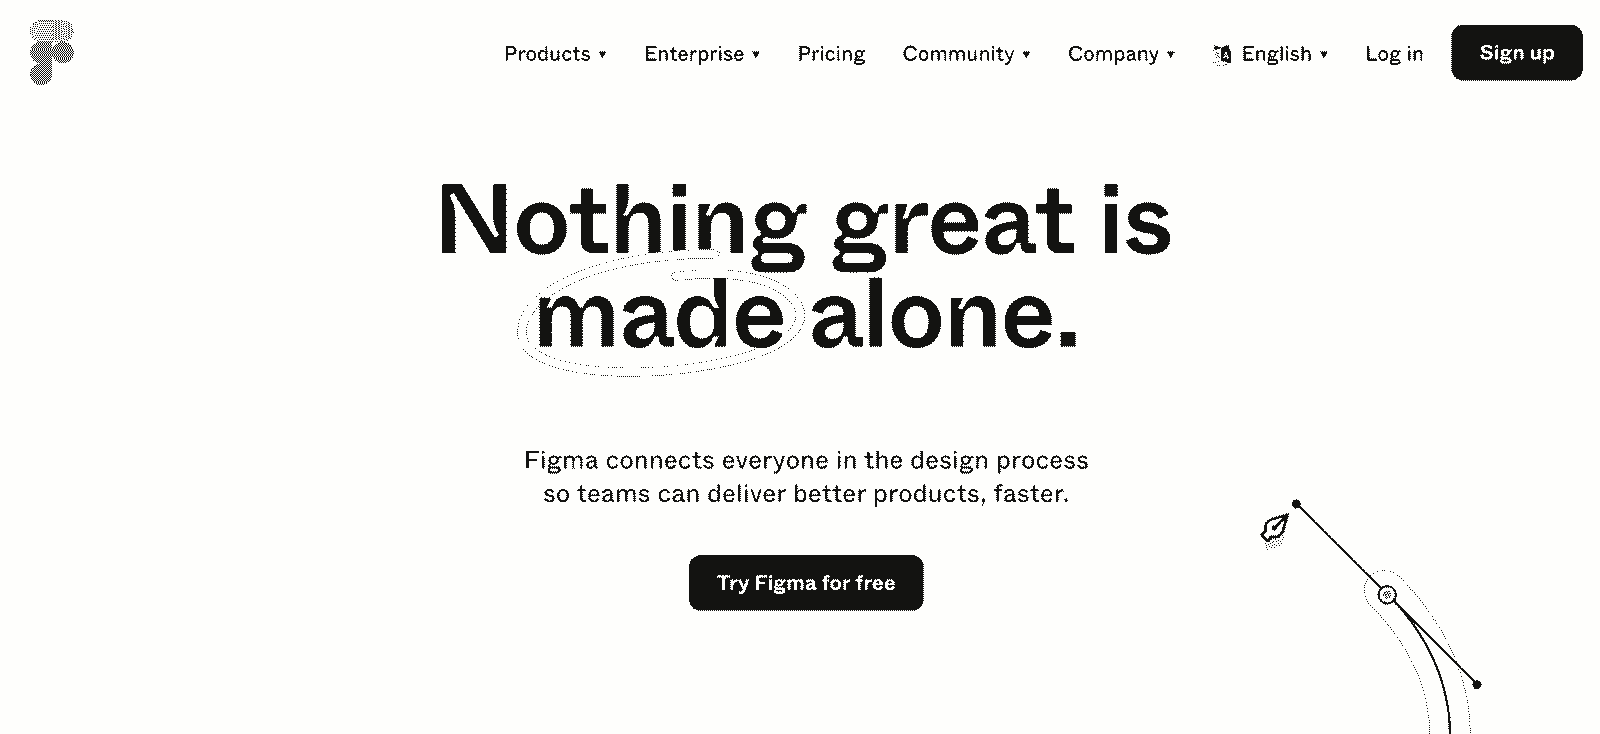 Products ▾ Enterprise ▾ Pricing Community ▾ Company ▾ English ▾ Log in Sign up
Nothing great is
made alone.
Figma connects everyone in the design process
so teams can deliver better products, faster.
Try Figma for free